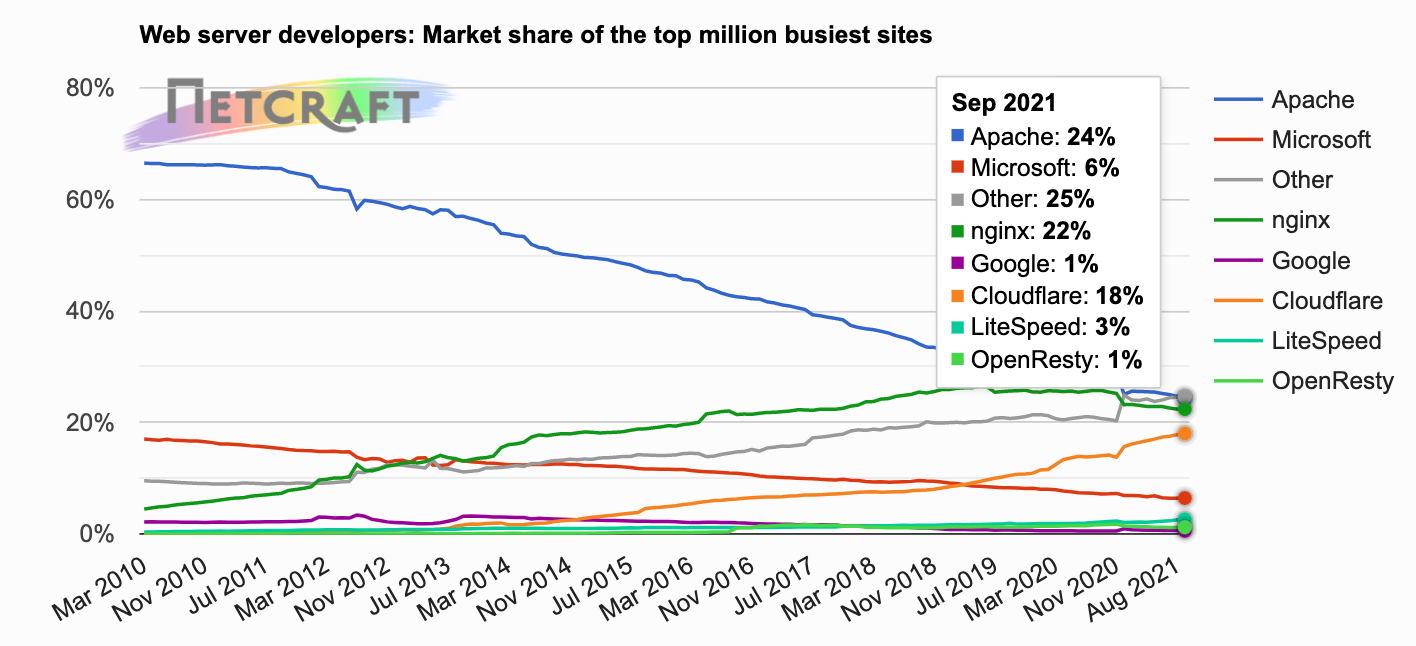 Web server developers: Market share of the top million busiest sites
NETCRAFT
80%
60%
40%
20%
0%
Sep 2021
Apache: 24%
Microsoft: 6%
Other: 25%
nginx: 22%
Google: 1%
Cloudflare: 18%
LiteSpeed: 3%
OpenResty: 1%
Apache
Microsoft
Other
nginx
Google
Cloudflare
LiteSpeed
OpenResty
Mar 2010
Nov 2010
Jul 2011
Mar 2012
Nov 2012
Jul 2013
Mar 2014
Nov 2014
Jul 2015
Mar 2016
Nov 2016
Jul 2017
Mar 2018
Nov 2018
Jul 2019
Mar 2020
Nov 2020
Aug 2021